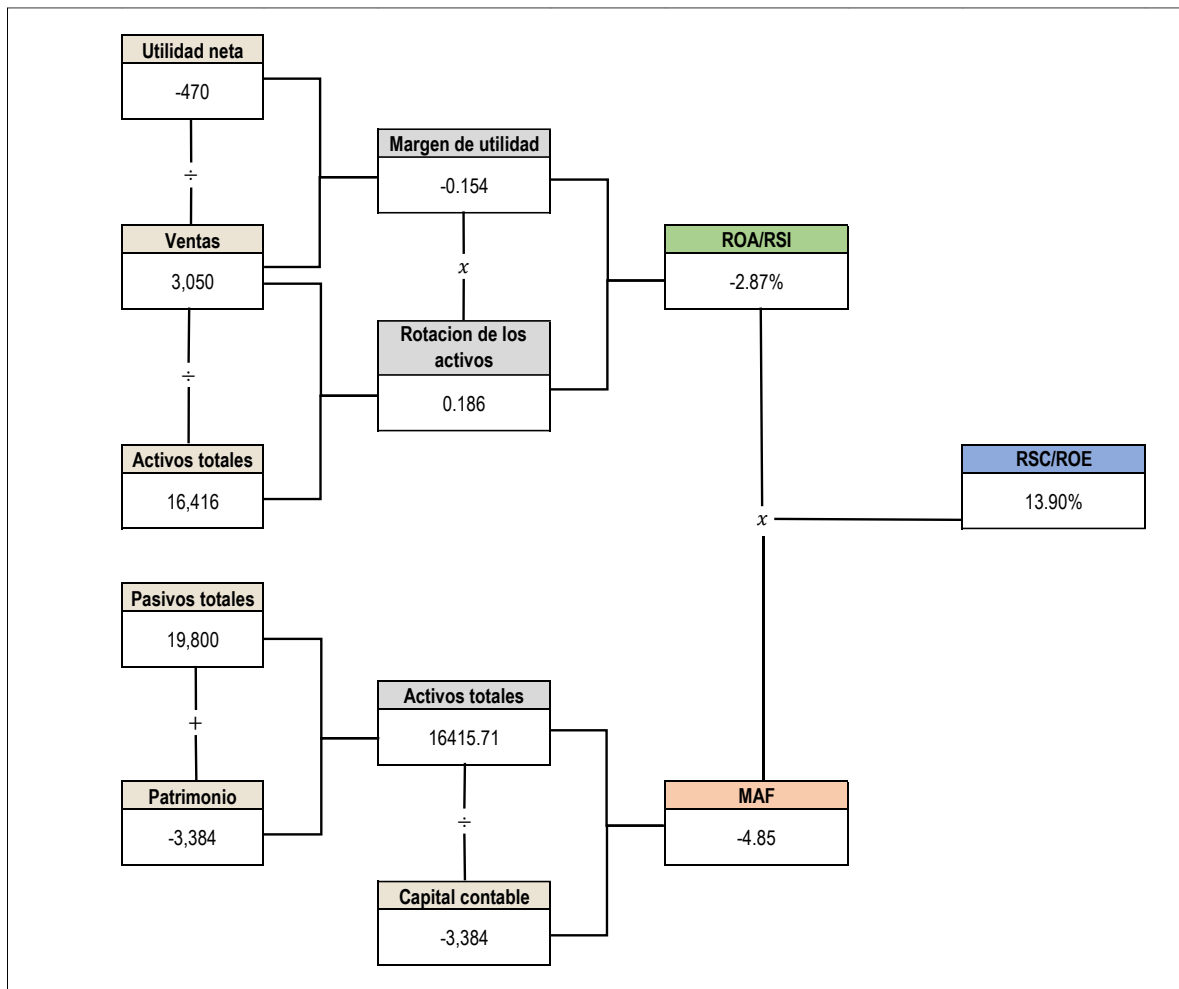 Utilidad neta
-470
÷
Ventas
3,050
÷
Activos totales
16,416
Margen de utilidad
-0.154
x
Rotacion de los
activos
0.186
ROA/RSI
-2.87%
x
RSC/ROE
13.90%
Pasivos totales
19,800
+
Patrimonio
-3,384
Activos totales
16415.71
÷
Capital contable
-3,384
MAF
-4.85